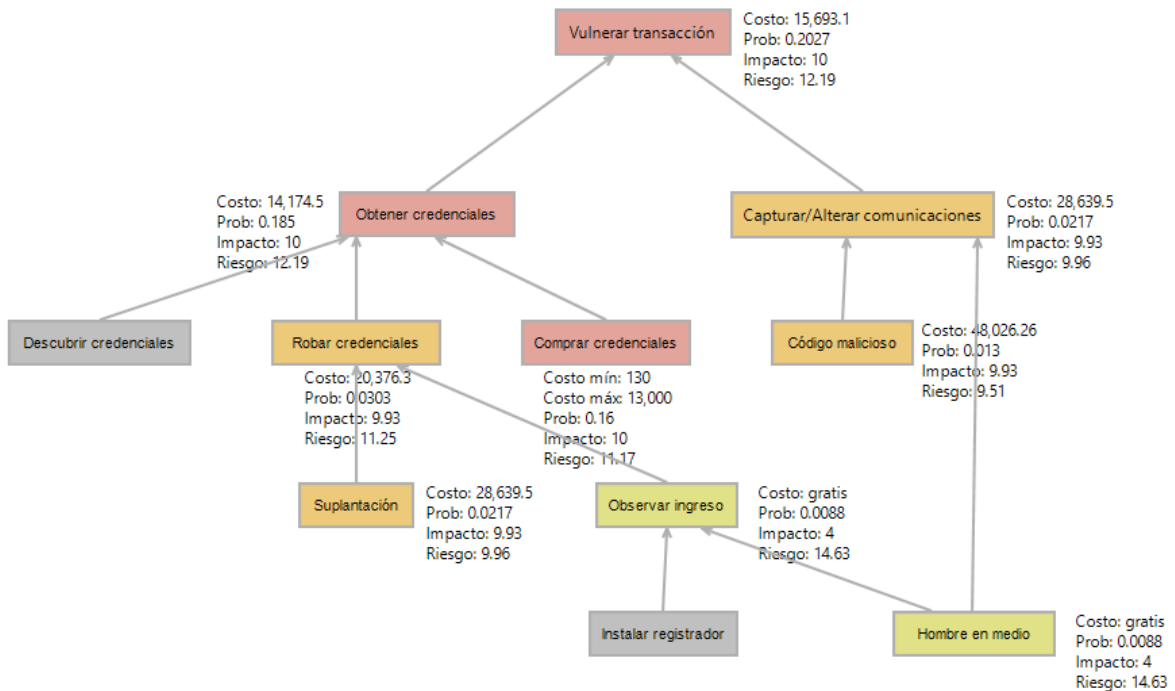 Vulnerar transacción
Costo: 15,693.1
Prob: 0.2027
Impacto: 10
Riesgo: 12.19
Costo: 14,174.5
Prob: 0.185
Impacto: 10
Riesgo: 12.19
Obtener credenciales
Capturar/Alterar comunicaciones
Costo: 28,639.5
Prob: 0.0217
Impacto: 9.93
Riesgo: 9.96
Descubrir credenciales
Robar credenciales
Costo: 20,376.3
Prob: 0.0303
Impacto: 9.93
Riesgo: 11.25
Comprar credenciales
Costo mín: 130
Costo máx: 13,000
Prob: 0.16
Impacto: 10
Riesgo: 11.17
Código malicioso
Costo: 48,026.26
Prob: 0.013
Impacto: 9.93
Riesgo: 9.51
Suplantación
Costo: 28,639.5
Prob: 0.0217
Impacto: 9.93
Riesgo: 9.96
Observar ingreso
Costo: gratis
Prob: 0.0088
Impacto: 4
Riesgo: 14.63
Instalar registrador
Hombre en medio
Costo: gratis
Prob: 0.0088
Impacto: 4
Riesgo: 14.63